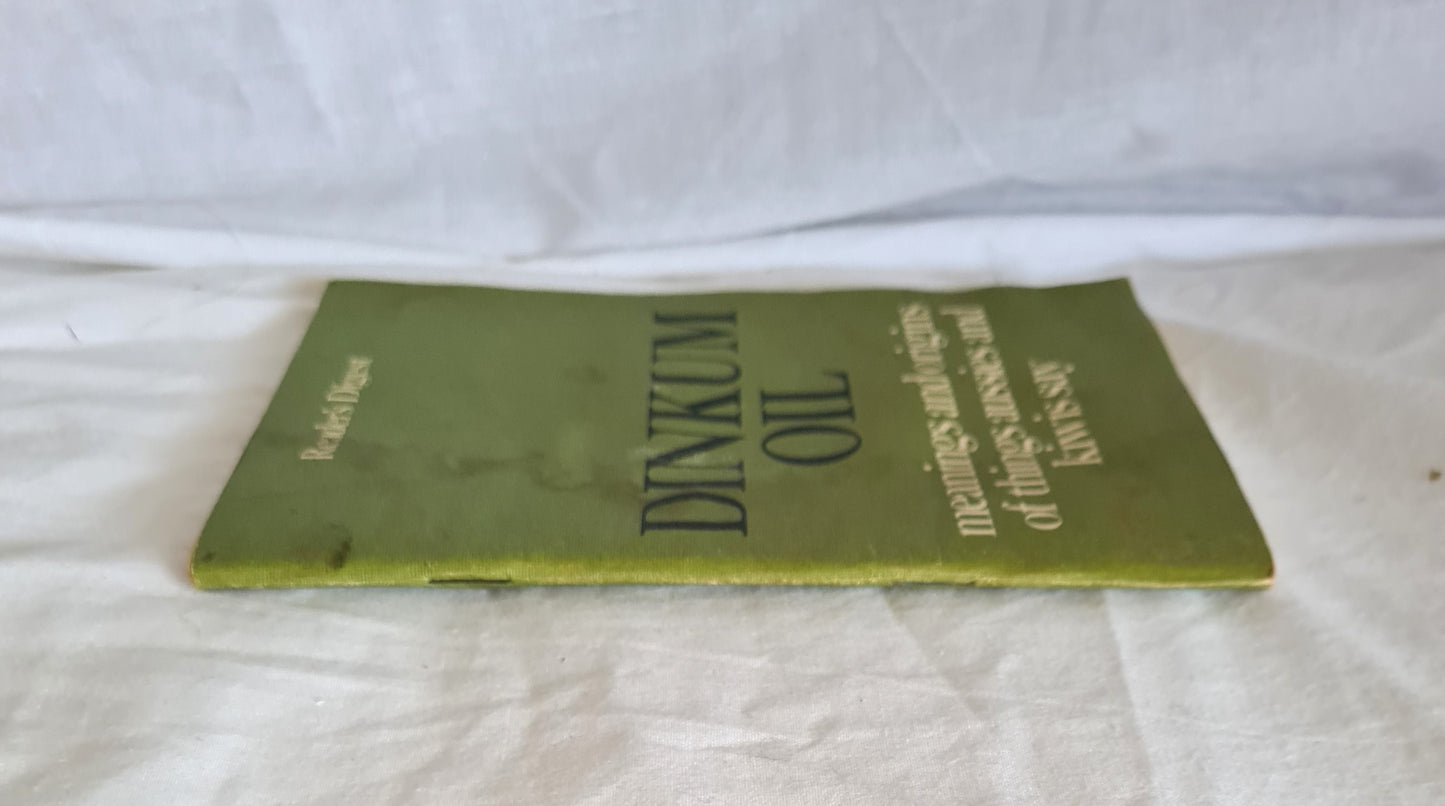 Reader's Digest
DINKUM
OIL
meanings and origins
of things aussies and
kiwis say